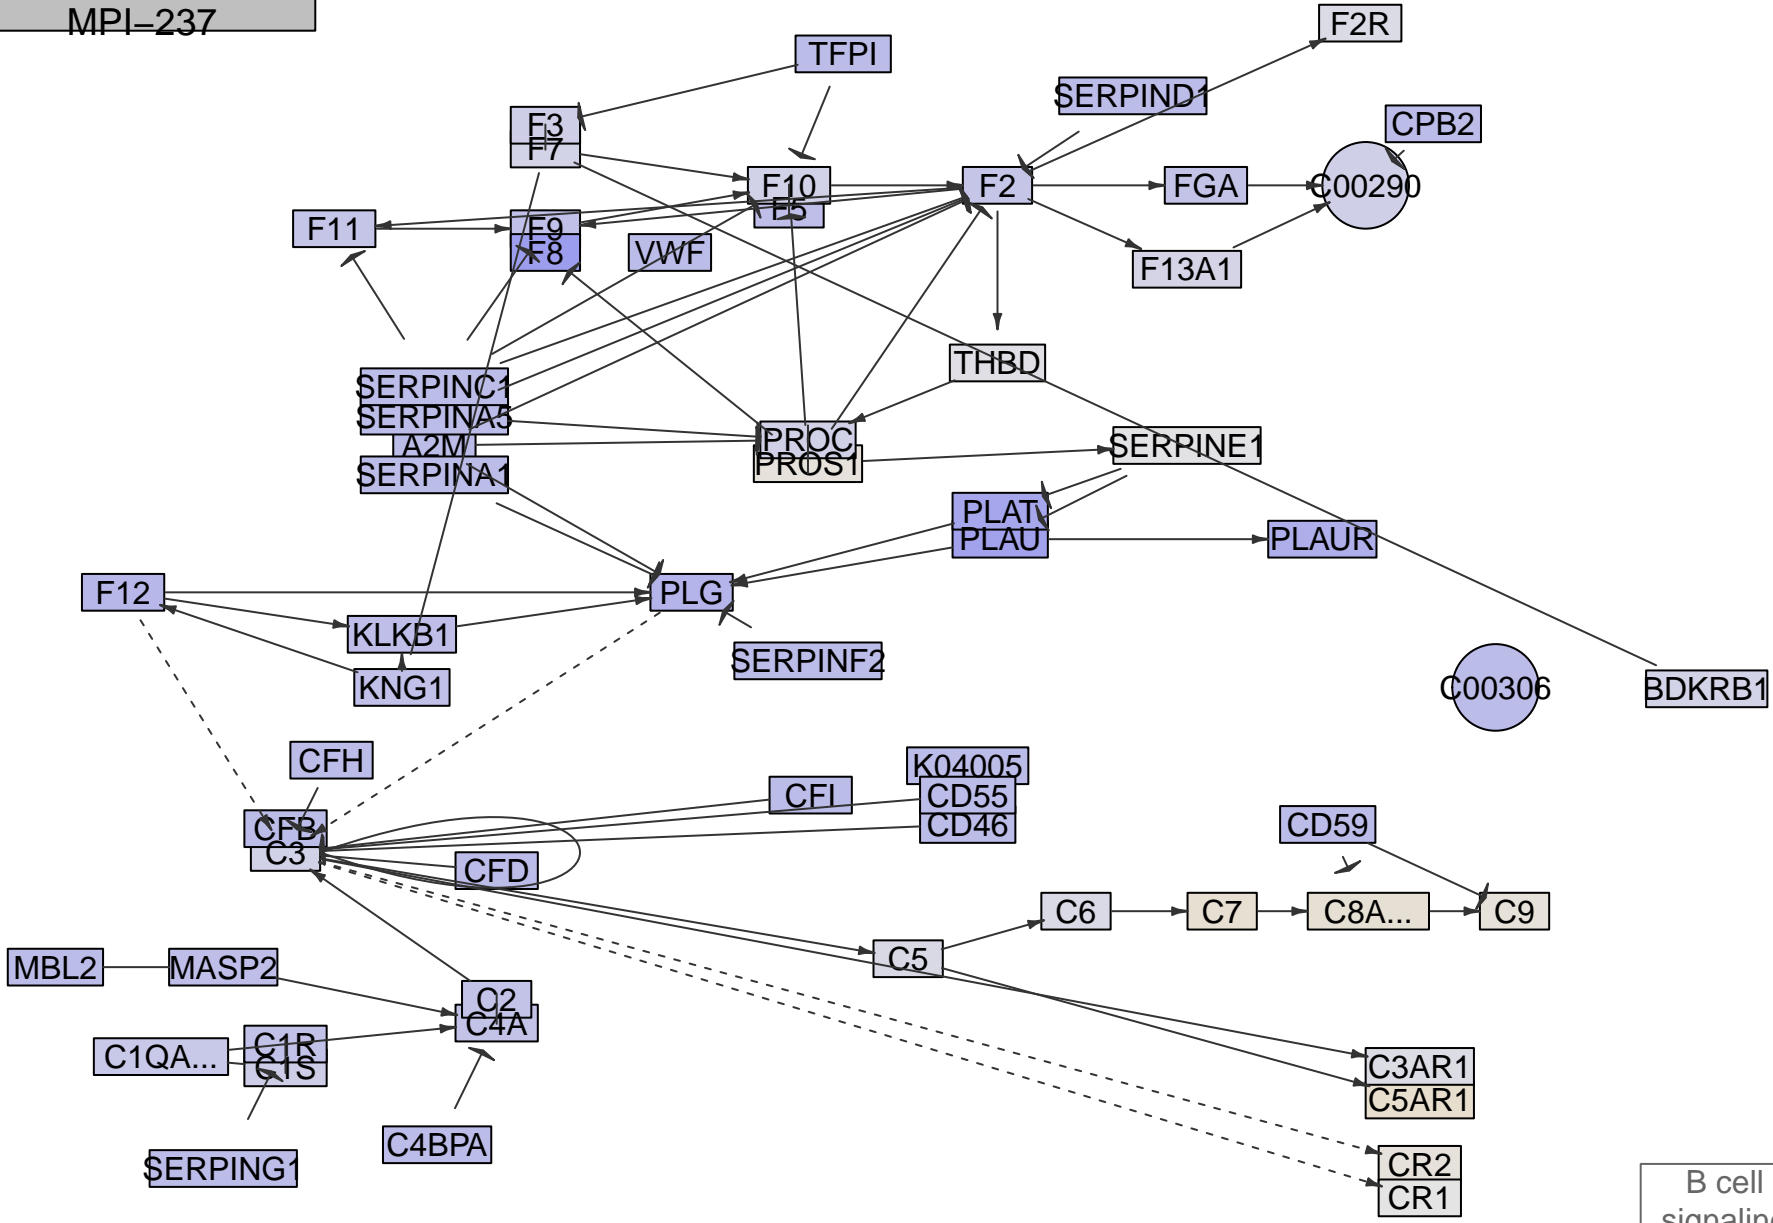 MPI–237
F2R
TFPI
SERPIND1
CPB2
F3
F7
F10
F5
F2
FGA
C00290
F11
F9
F8
VWF
F13A1
THBD
SERPINC1
SERPINA5
A2M
SERPINA1
PROC
PROS1
SERPINE1
PLAT
PLAU
PLAUR
F12
PLG
KLKB1
SERPINF2
KNG1
C00306
BDKRB1
CFH
K04005
CFI
CD55
CD46
CFB
C3
CFD
CD59
C6
C7
C8A...
C9
C5
MBL2
MASP2
C2
C4A
C1QA...
C1R
C1S
C3AR1
C5AR1
C4BPA
SERPING1
CR2
CR1
B cell
signaling